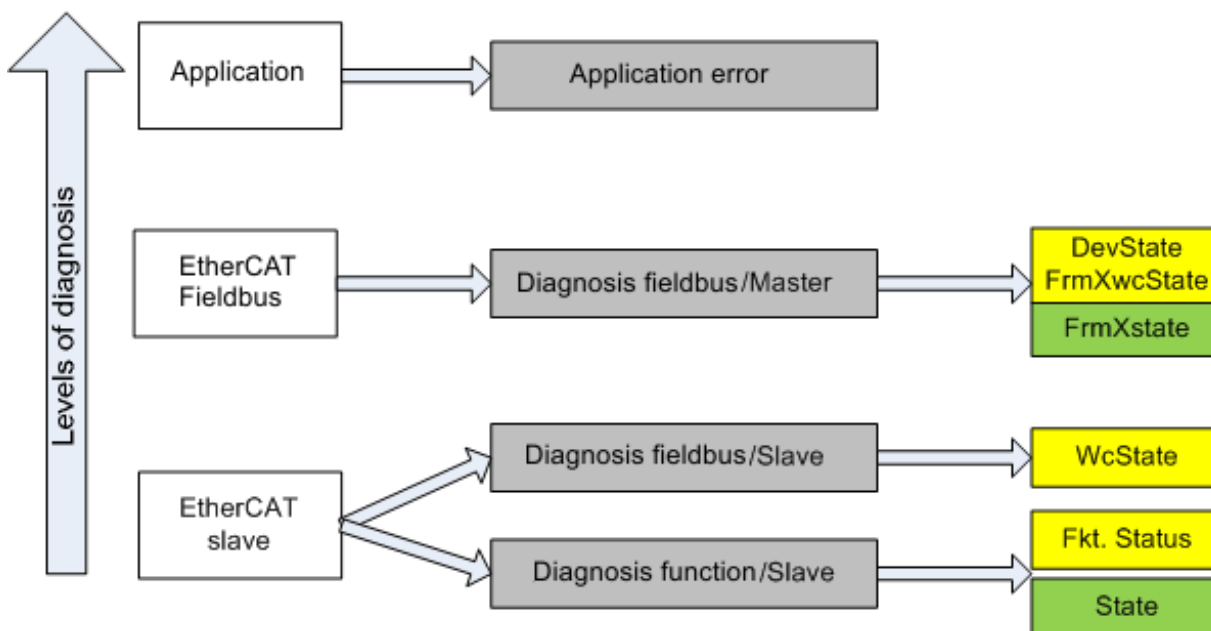 Levels of diagnosis
Application
Application error
EtherCAT
Fieldbus
Diagnosis fieldbus/Master
DevState
FrmXwcState
FrmXstate
EtherCAT
slave
Diagnosis fieldbus/Slave
WcState
Diagnosis function/Slave
Fkt. Status
State